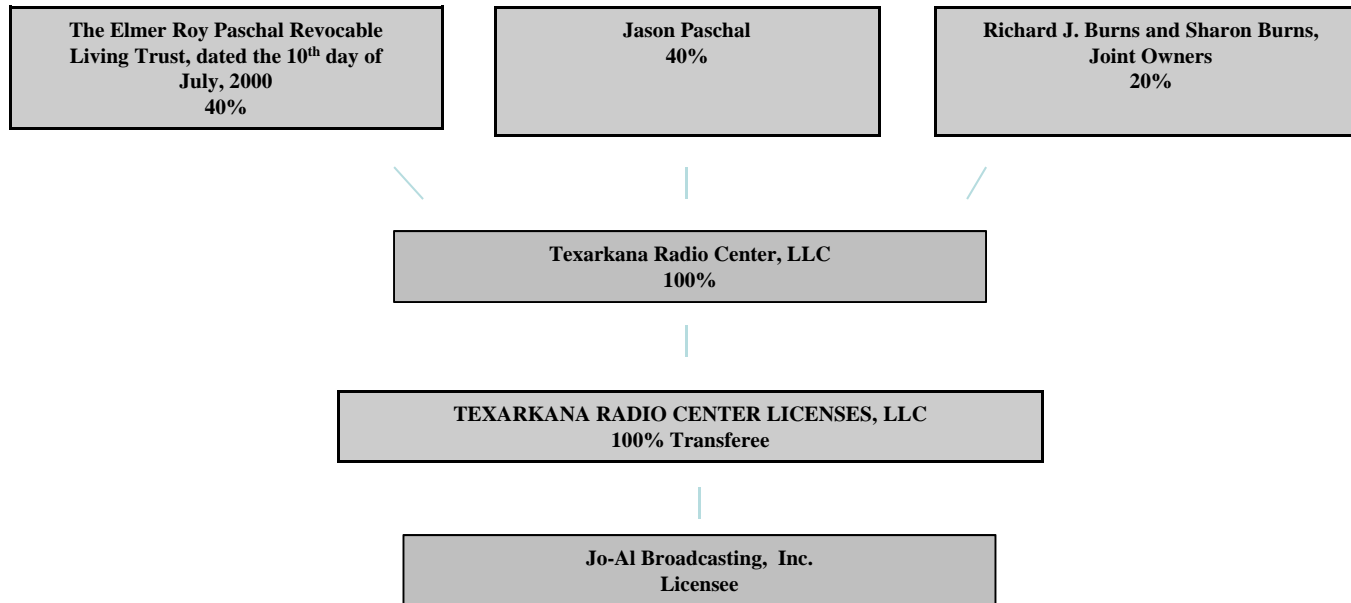 The Elmer Roy Paschal Revocable
Living Trust, dated the 10th day of
July, 2000
40%
Jason Paschal
40%
Richard J. Burns and Sharon Burns,
Joint Owners
20%
Texarkana Radio Center, LLC
100%
TEXARKANA RADIO CENTER LICENSES, LLC
100% Transferee
Jo-Al Broadcasting, Inc.
Licensee